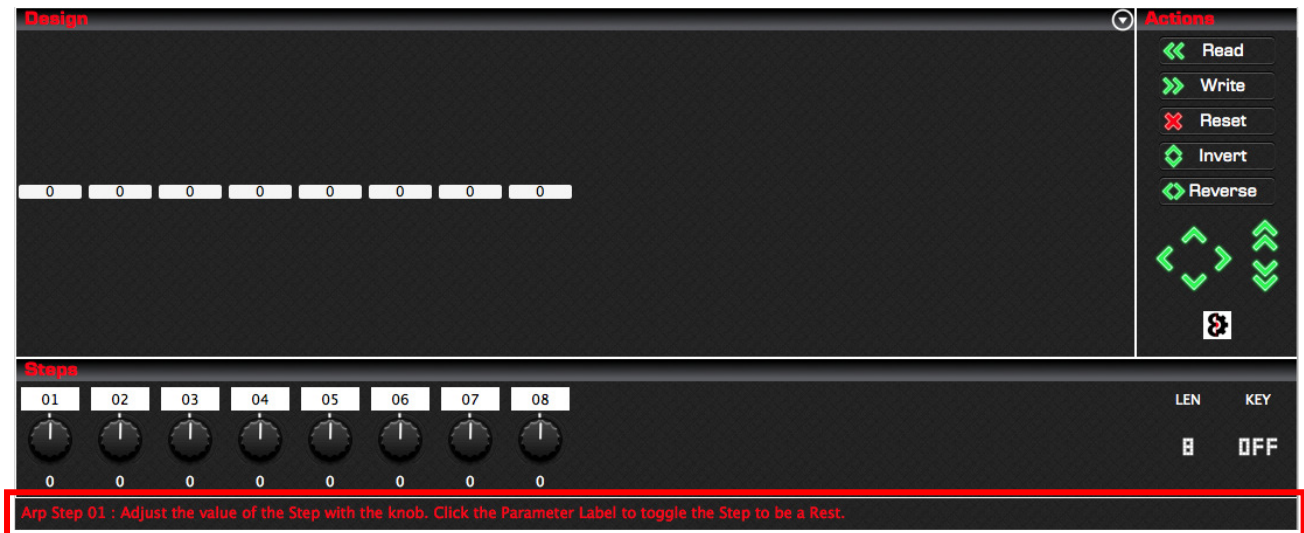 Design
Actions
Read
Write
Reset
Invert
Reverse
0 0 0 0 0 0 0 0
Steps
01 02 03 04 05 06 07 08
LEN KEY
8 OFF
0 0 0 0 0 0 0 0
Arp Step 01 : Adjust the value of the Step with the knob. Click the Parameter Label to toggle the Step to be a Rest.